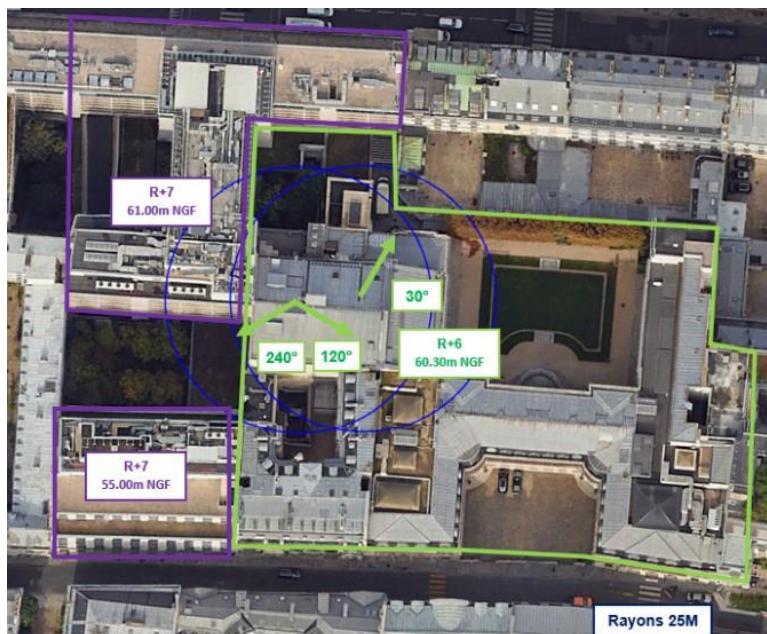 R+7
61.00m NGF
30°
R+6
60.30m NGF
240°
120°
R+7
55.00m NGF
Rayons 25M